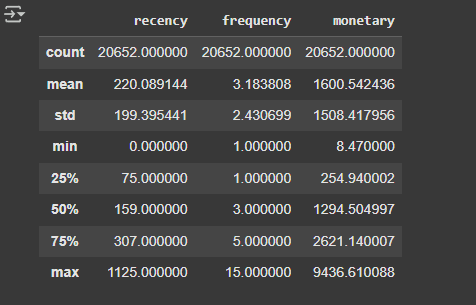 recency frequency monetary
count 20652.000000 20652.000000 20652.000000
mean 220.089144 3.183808 1600.542436
std 199.395441 2.430699 1508.417956
min 0.000000 1.000000 8.470000
25% 75.000000 1.000000 254.940002
50% 159.000000 3.000000 1294.504997
75% 307.000000 5.000000 2621.140007
max 1125.000000 15.000000 9436.610088